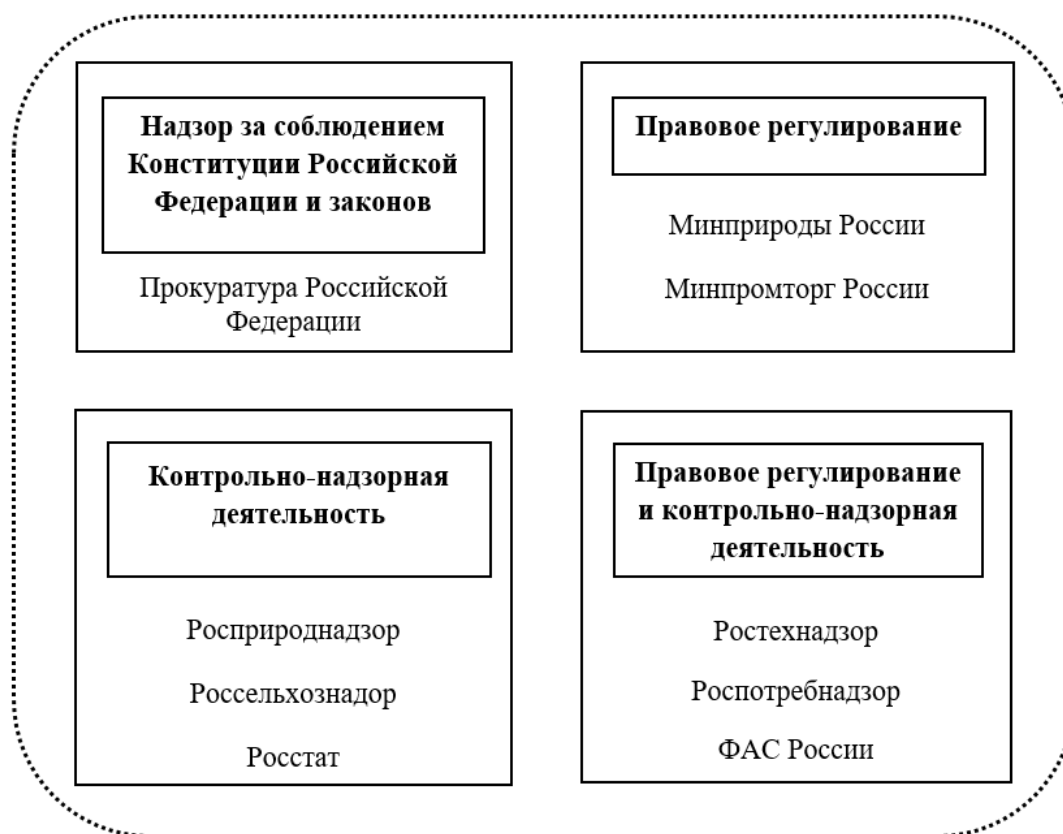 Надзор за соблюдением
Конституции Российской
Федерации и законов
Прокуратура Российской
Федерации
Правовое регулирование
Минприроды России
Минпромторг России
Контрольно-надзорная
деятельность
Росприроднадзор
Россельхознадор
Росстат
Правовое регулирование
и контрольно-надзорная
деятельность
Ростехнадзор
Роспотребнадзор
ФАС России